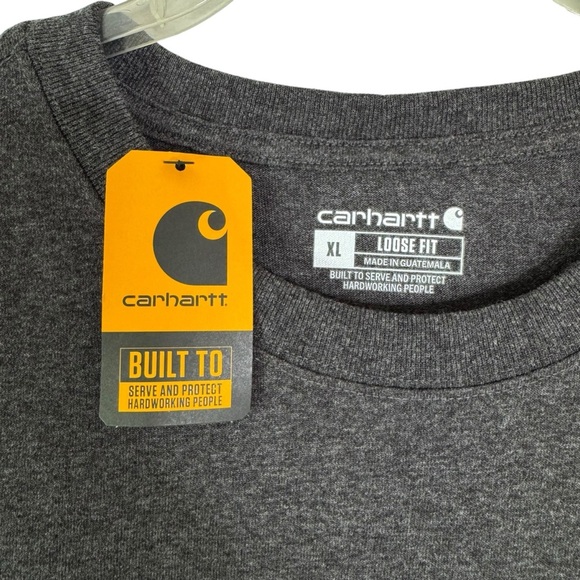 carhartt
BUILT TO
SERVE AND PROTECT
HARDWORKING PEOPLE
carhartt
XL LOOSE FIT
MADE IN GUATEMALA
BUILT TO SERVE AND PROTECT
HARDWORKING PEOPLE